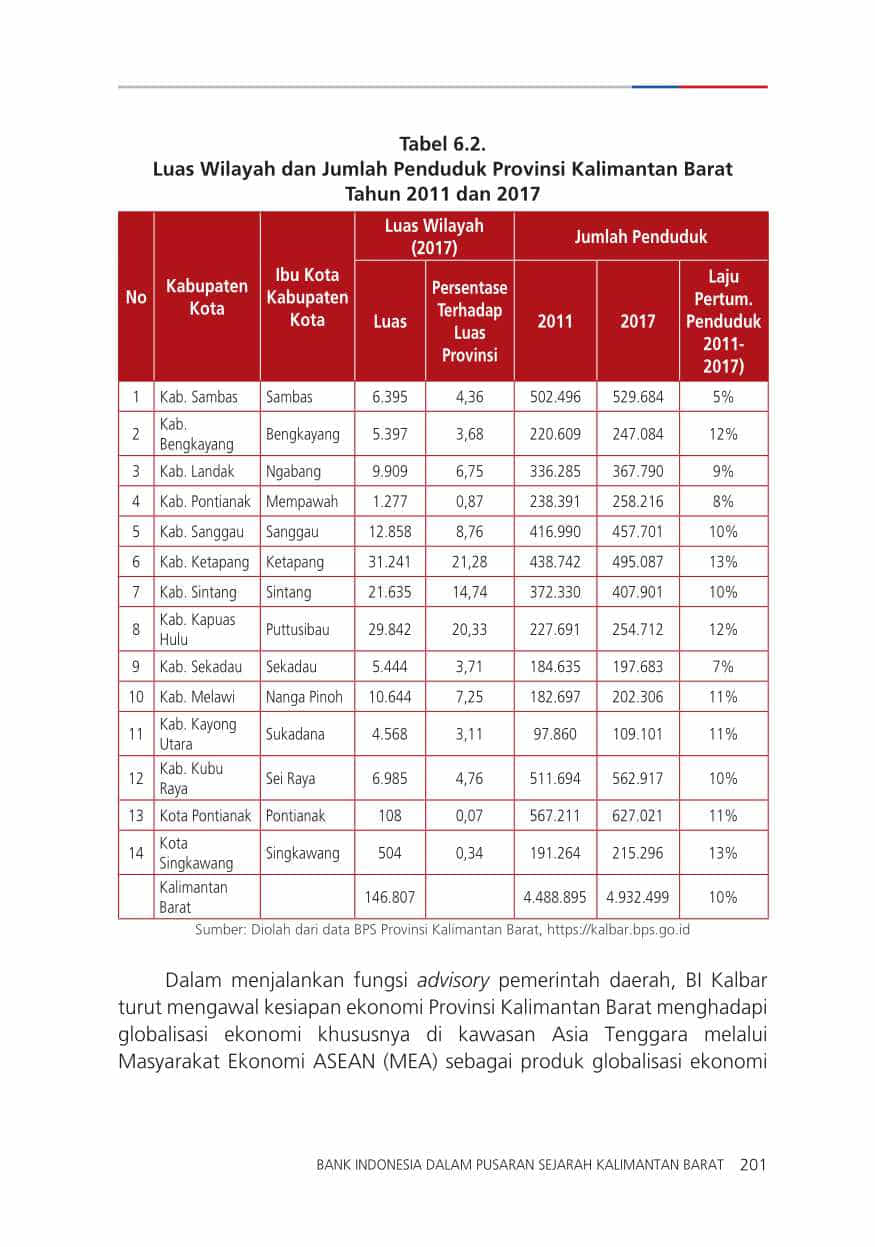 Tabel 6.2.
Luas Wilayah dan Jumlah Penduduk Provinsi Kalimantan Barat
Tahun 2011 dan 2017
No Kabupaten Kota Ibu Kota Kabupaten Kota Luas Wilayah (2017) Jumlah Penduduk
Luas Persentase Terhadap Luas Provinsi 2011 2017 Laju Pertum. Penduduk 2011-2017)
1 Kab. Sambas Sambas 6.395 4,36 502.496 529.684 5%
2 Kab. Bengkayang Bengkayang 5.397 3,68 220.609 247.084 12%
3 Kab. Landak Ngabang 9.909 6,75 336.285 367.790 9%
4 Kab. Pontianak Mempawah 1.277 0,87 238.391 258.216 8%
5 Kab. Sanggau Sanggau 12.858 8,76 416.990 457.701 10%
6 Kab. Ketapang Ketapang 31.241 21,28 438.742 495.087 13%
7 Kab. Sintang Sintang 21.635 14,74 372.330 407.901 10%
8 Kab. Kapuas Hulu Puttusibau 29.842 20,33 227.691 254.712 12%
9 Kab. Sekadau Sekadau 5.444 3,71 184.635 197.683 7%
10 Kab. Melawi Nanga Pinoh 10.644 7,25 182.697 202.306 11%
11 Kab. Kayong Utara Sukadana 4.568 3,11 97.860 109.101 11%
12 Kab. Kubu Raya Sei Raya 6.985 4,76 511.694 562.917 10%
13 Kota Pontianak Pontianak 108 0,07 567.211 627.021 11%
14 Kota Singkawang Singkawang 504 0,34 191.264 215.296 13%
Kalimantan Barat 146.807 4.488.895 4.932.499 10%
Sumber: Diolah dari data BPS Provinsi Kalimantan Barat, https://kalbar.bps.go.id
Dalam menjalankan fungsi advisory pemerintah daerah, BI Kalbar
turut mengawal kesiapan ekonomi Provinsi Kalimantan Barat menghadapi
globalisasi ekonomi khususnya di kawasan Asia Tenggara melalui
Masyarakat Ekonomi ASEAN (MEA) sebagai produk globalisasi ekonomi
BANK INDONESIA DALAM PUSARAN SEJARAH KALIMANTAN BARAT 201